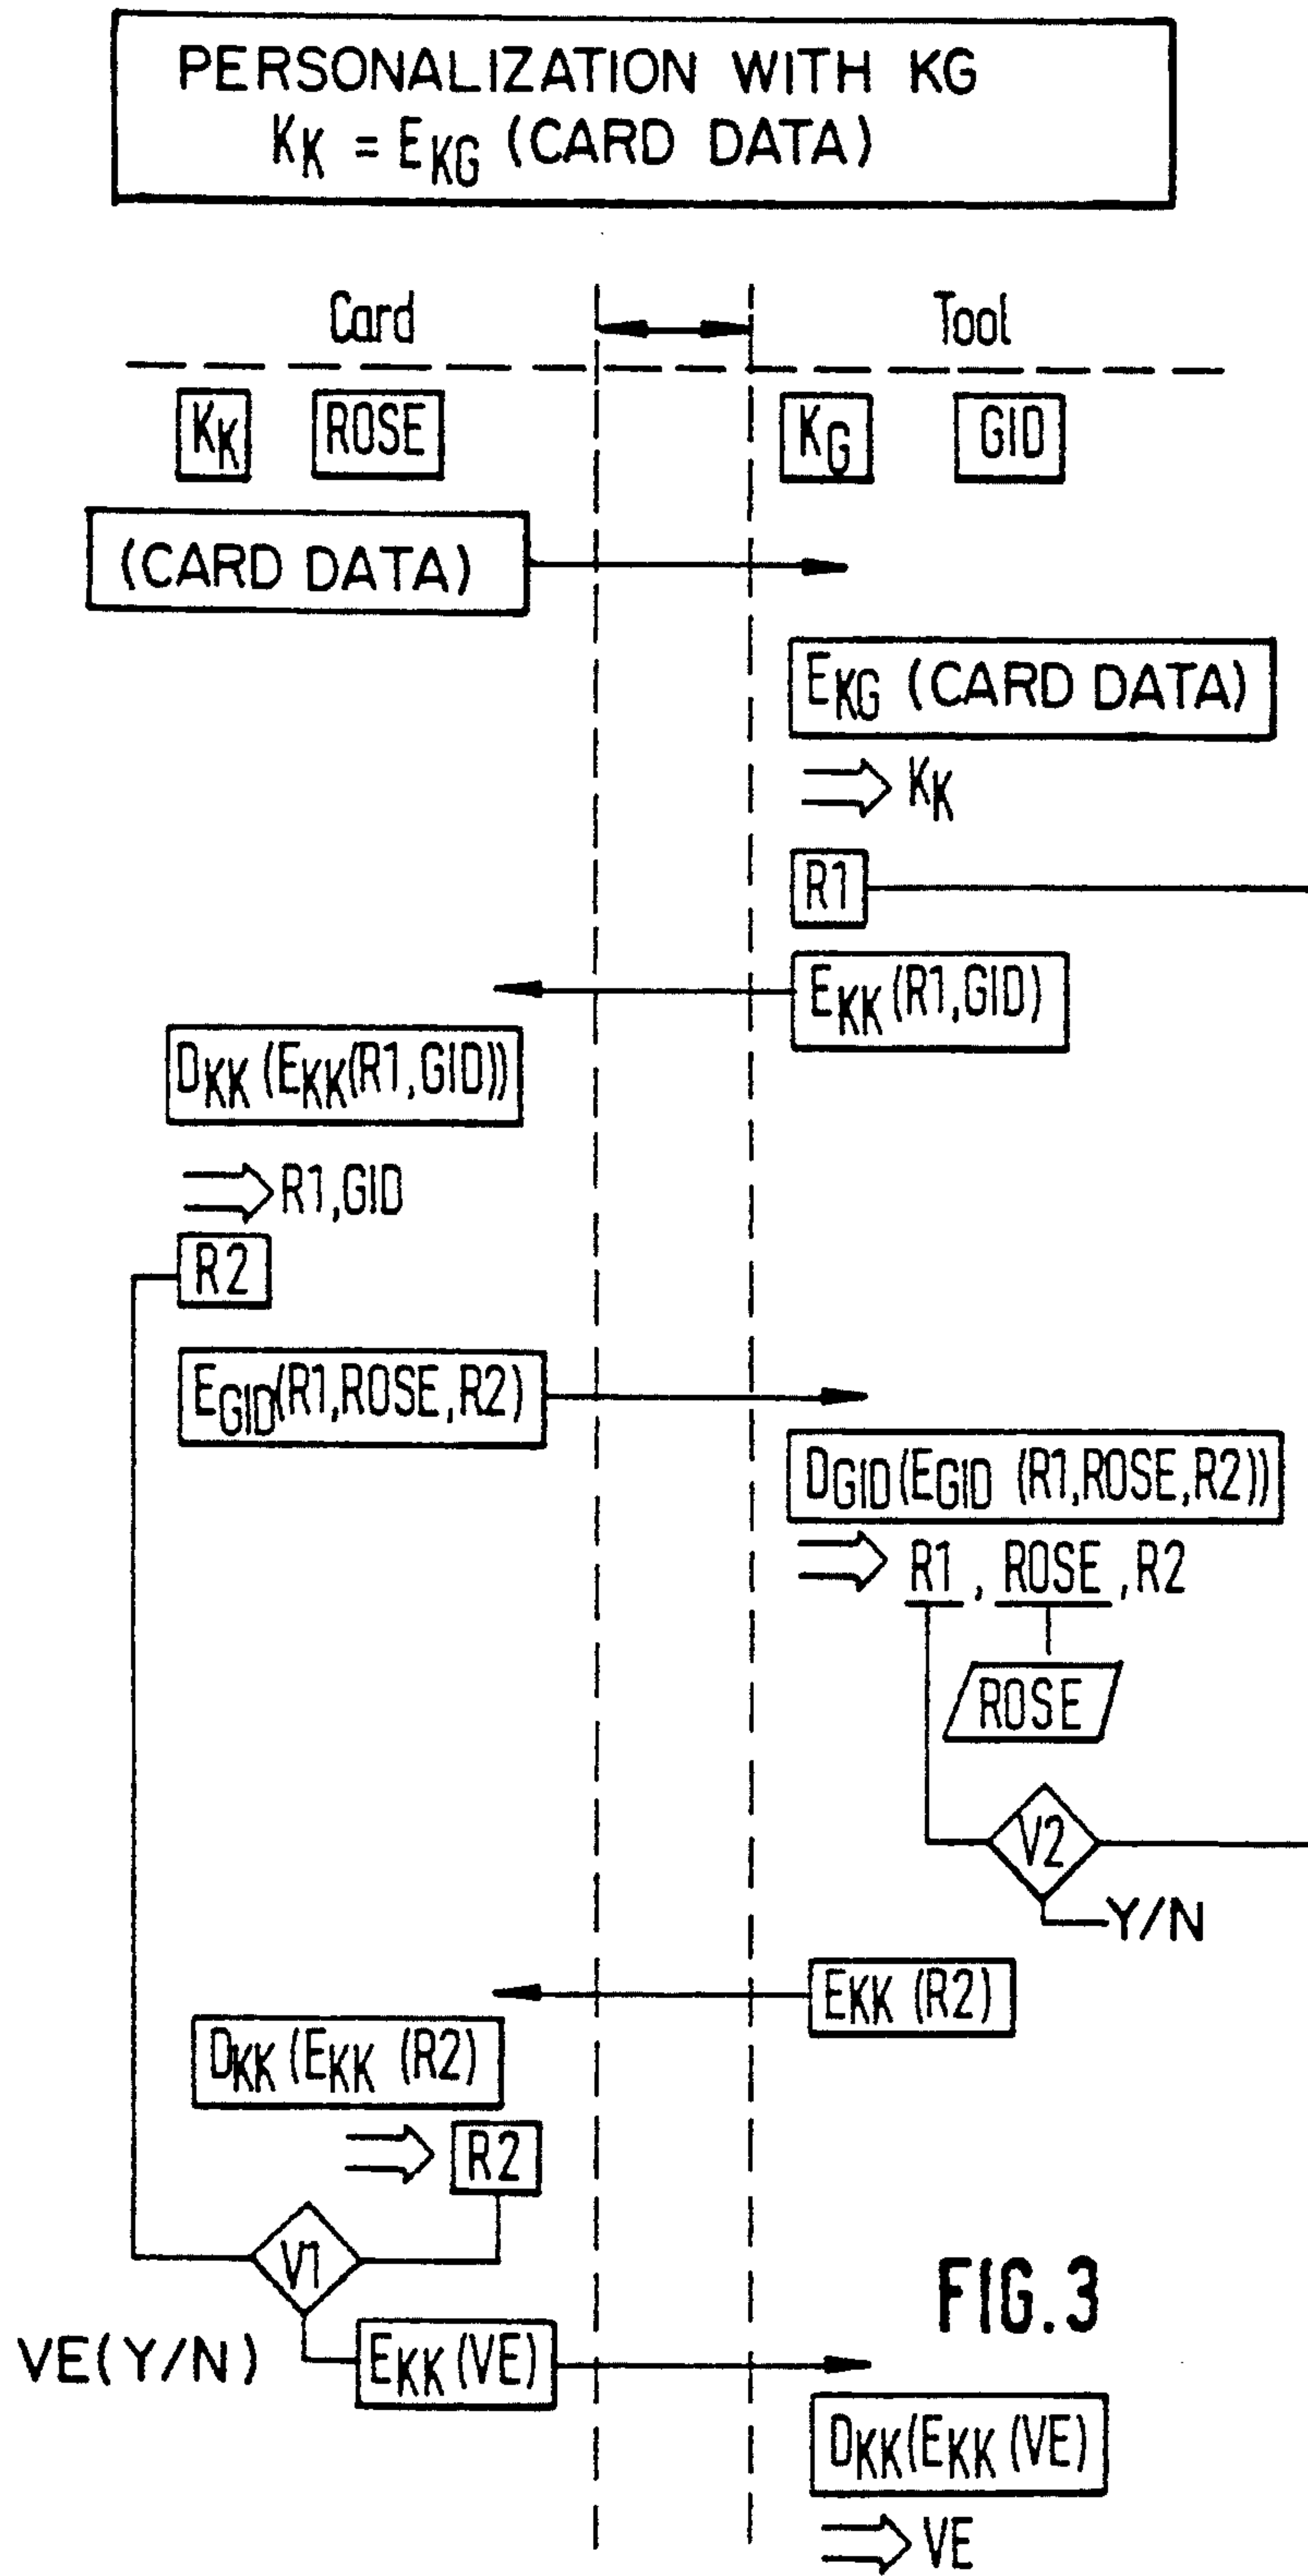 PERSONALIZATION WITH KG
KK = EKG (CARD DATA)
Card Tool
KK ROSE KG GID
(CARD DATA)
EKG (CARD DATA)
KK
R1
EKK (R1,GID)
DKK (EKK(R1,GID))
R1,GID
R2
EGID(R1,ROSE,R2)
DGID(EGID (R1,ROSE,R2))
R1 , ROSE , R2
ROSE
V2
Y/N
EKK (R2)
DKK (EKK (R2)
R2
V1
FIG.3
VE(Y/N) EKK (VE)
DKK(EKK (VE)
VE